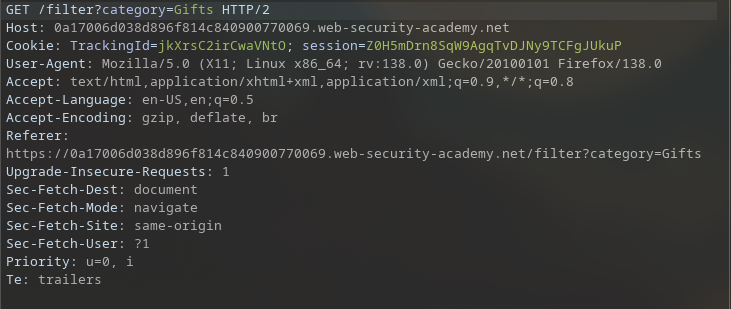 GET /filter?category=Gifts HTTP/2
Host: 0a17006d038d896f814c840900770069.web-security-academy.net
Cookie: TrackingId=jkXrsC2irCwaVNtO; session=Z0H5mDrn8SqW9AgqTvDJNy9TCFgJUkuP
User-Agent: Mozilla/5.0 (X11; Linux x86_64; rv:138.0) Gecko/20100101 Firefox/138.0
Accept: text/html,application/xhtml+xml,application/xml;q=0.9,*/*;q=0.8
Accept-Language: en-US,en;q=0.5
Accept-Encoding: gzip, deflate, br
Referer:
https://0a17006d038d896f814c840900770069.web-security-academy.net/filter?category=Gifts
Upgrade-Insecure-Requests: 1
Sec-Fetch-Dest: document
Sec-Fetch-Mode: navigate
Sec-Fetch-Site: same-origin
Sec-Fetch-User: ?1
Priority: u=0, i
Te: trailers